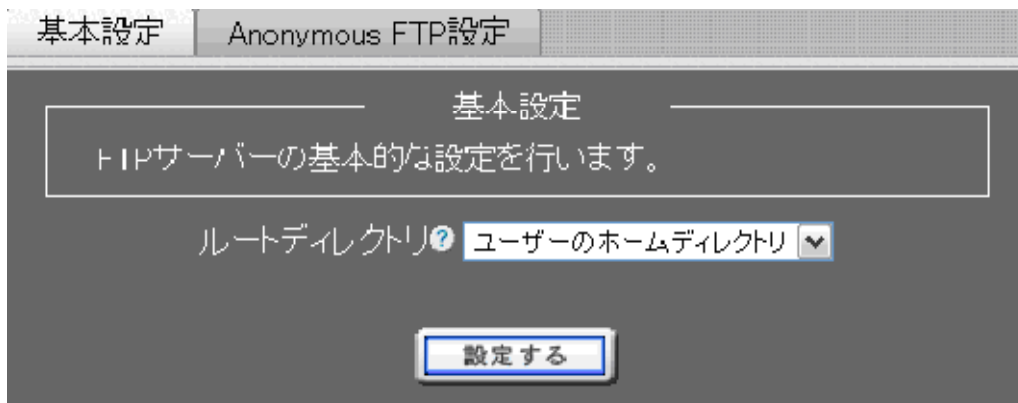 基本設定
Anonymous FTP設定
基本設定
FTPサーバーの基本的な設定を行います。
ルートディレクトリ? ユーザーのホームディレクトリ
設定する